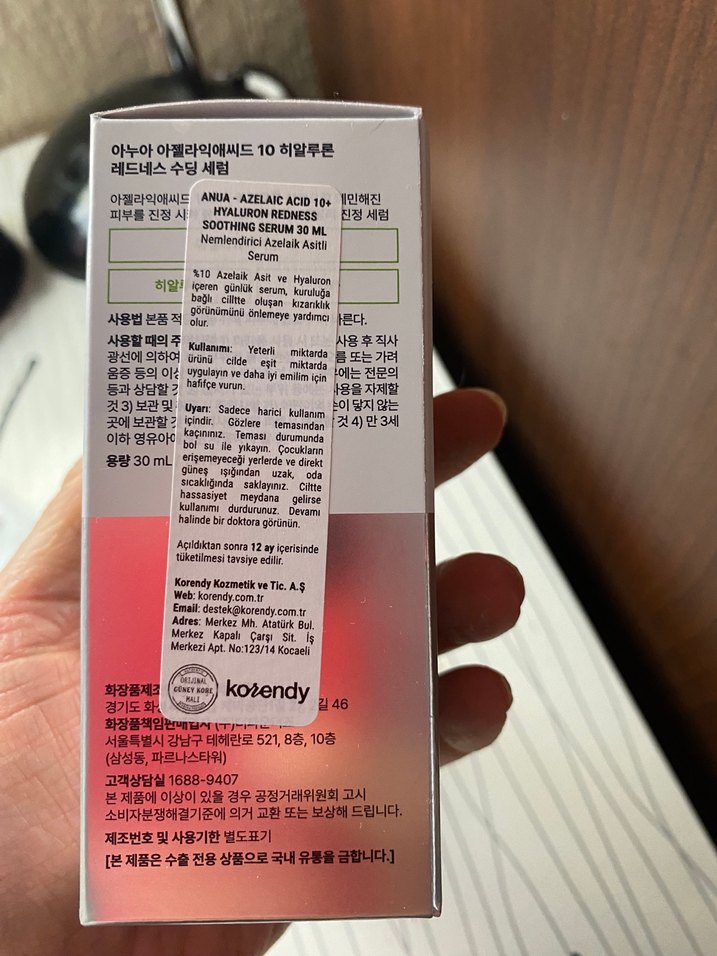 아누아 아젤라익애씨드 10 히알루론
레드네스 수딩 세럼
아젤라익애씨드
피부를 진정 시
민해진
진정 세럼
히알루
사용법 본품 적
른다.
사용할 때의 주
사용 후 직사
광선에 의하여
름 또는 가려
움증 등의 이상
에는 전문의
등과 상담할 것
사용을 자제할
것 3) 보관 및
손이 닿지 않는
곳에 보관할
것 4) 만 3세
이하 영유아
용량 30 mL
ANUA - AZELAIC ACID 10+
HYALURON REDNESS
SOOTHING SERUM 30 ML
Nemlendirici Azelaik Asitli
Serum
%10 Azelaik Asit ve Hyaluron
içeren günlük serum, kuruluğa
bağlı cilltte oluşan kızarıklık
görünümünü önlemeye yardımcı
olur.
Kullanımı: Yeterli miktarda
ürünü cilde eşit miktarda
uygulayın ve daha iyi emilim için
hafifçe vurun.
Uyarı: Sadece harici kullanım
içindir. Gözlere temasından
kaçınınız. Teması durumunda
bol su ile yıkayın. Çocukların
erişemeyeceği yerlerde ve direkt
güneş ışığından uzak, oda
sıcaklığında saklayınız. Ciltte
hassasiyet meydana gelirse
kullanımı durdurunuz. Devamı
halinde bir doktora görünün.
Açıldıktan sonra 12 ay içerisinde
tüketilmesi tavsiye edilir.
Korendy Kozmetik ve Tic. A.Ş
Web: korendy.com.tr
Email: destek@korendy.com.tr
Adres: Merkez Mh. Atatürk Bul.
Merkez Kapalı Çarşı Sit. İş
Merkezi Apt. No:123/14 Kocaeli
ORIJINAL
GÜNEY KORE
MALI
korendy
화장품제조
경기도 화성
길 46
화장품책임판매업자
서울특별시 강남구 테헤란로 521, 8층, 10층
(삼성동, 파르나스타워)
고객상담실 1688-9407
본 제품에 이상이 있을 경우 공정거래위원회 고시
소비자분쟁해결기준에 의거 교환 또는 보상해 드립니다.
제조번호 및 사용기한 별도표기
[본 제품은 수출 전용 상품으로 국내 유통을 금합니다.]